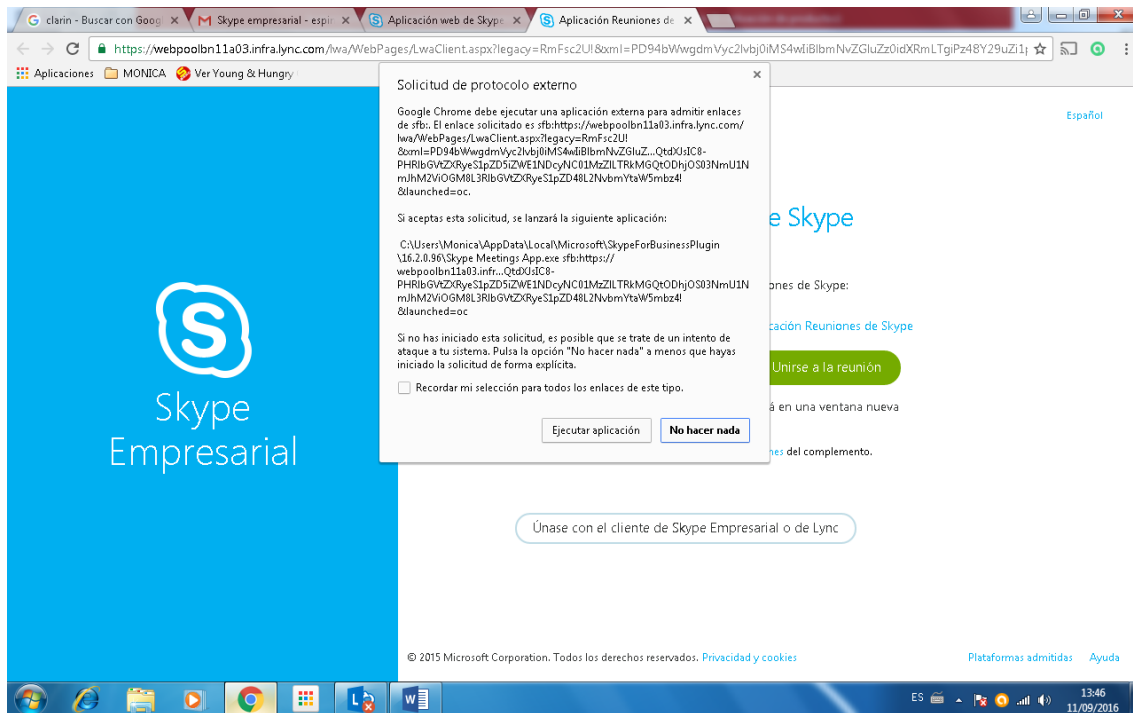 clarin - Buscar con Googl
Skype empresarial - espir
Aplicación web de Skype
Aplicación Reuniones de
https://webpoolbn11a03.infra.lync.com/lwa/WebPages/LwaClient.aspx?legacy=RmFsc2U!&xml=PD94bWwgdmVyc2lvbj0iMS4wIiBlbmNvZGluZz0idXRmLTgiPz48Y29uZi1j
Aplicaciones MONICA Ver Young & Hungry
Solicitud de protocolo externo
Google Chrome debe ejecutar una aplicación externa para admitir enlaces
de sfb:. El enlace solicitado es sfb:https://webpoolbn11a03.infra.lync.com/
lwa/WebPages/LwaClient.aspx?legacy=RmFsc2U!
&xml=PD94bWwgdmVyc2lvbj0iMS4wIiBlbmNvZGluZ...QtdXJsIC8-
PHRlbGVtZXRyeS1pZD5iZWE1NDcyNC01MzZlLTRkMGQtODhjOS03NmU1N
mJhM2ViOGM8L3RlbGVtZXRyeS1pZD48L2NvbmYtaW5mbz4!
&launched=oc.
Si aceptas esta solicitud, se lanzará la siguiente aplicación:
C:\Users\Monica\AppData\Local\Microsoft\SkypeForBusinessPlugin
\16.2.0.96\Skype Meetings App.exe sfb:https://
webpoolbn11a03.infr...QtdXJsIC8-
PHRlbGVtZXRyeS1pZD5iZWE1NDcyNC01MzZlLTRkMGQtODhjOS03NmU1N
mJhM2ViOGM8L3RlbGVtZXRyeS1pZD48L2NvbmYtaW5mbz4!
&launched=oc
Si no has iniciado esta solicitud, es posible que se trate de un intento de
ataque a tu sistema. Pulsa la opción "No hacer nada" a menos que hayas
iniciado la solicitud de forma explícita.
Recordar mi selección para todos los enlaces de este tipo.
Ejecutar aplicación No hacer nada
Español
e Skype
ones de Skype:
cación Reuniones de Skype
Unirse a la reunión
á en una ventana nueva
nes del complemento.
Skype
Empresarial
Únase con el cliente de Skype Empresarial o de Lync
© 2015 Microsoft Corporation. Todos los derechos reservados. Privacidad y cookies
Plataformas admitidas Ayuda
ES
13:46
11/09/2016